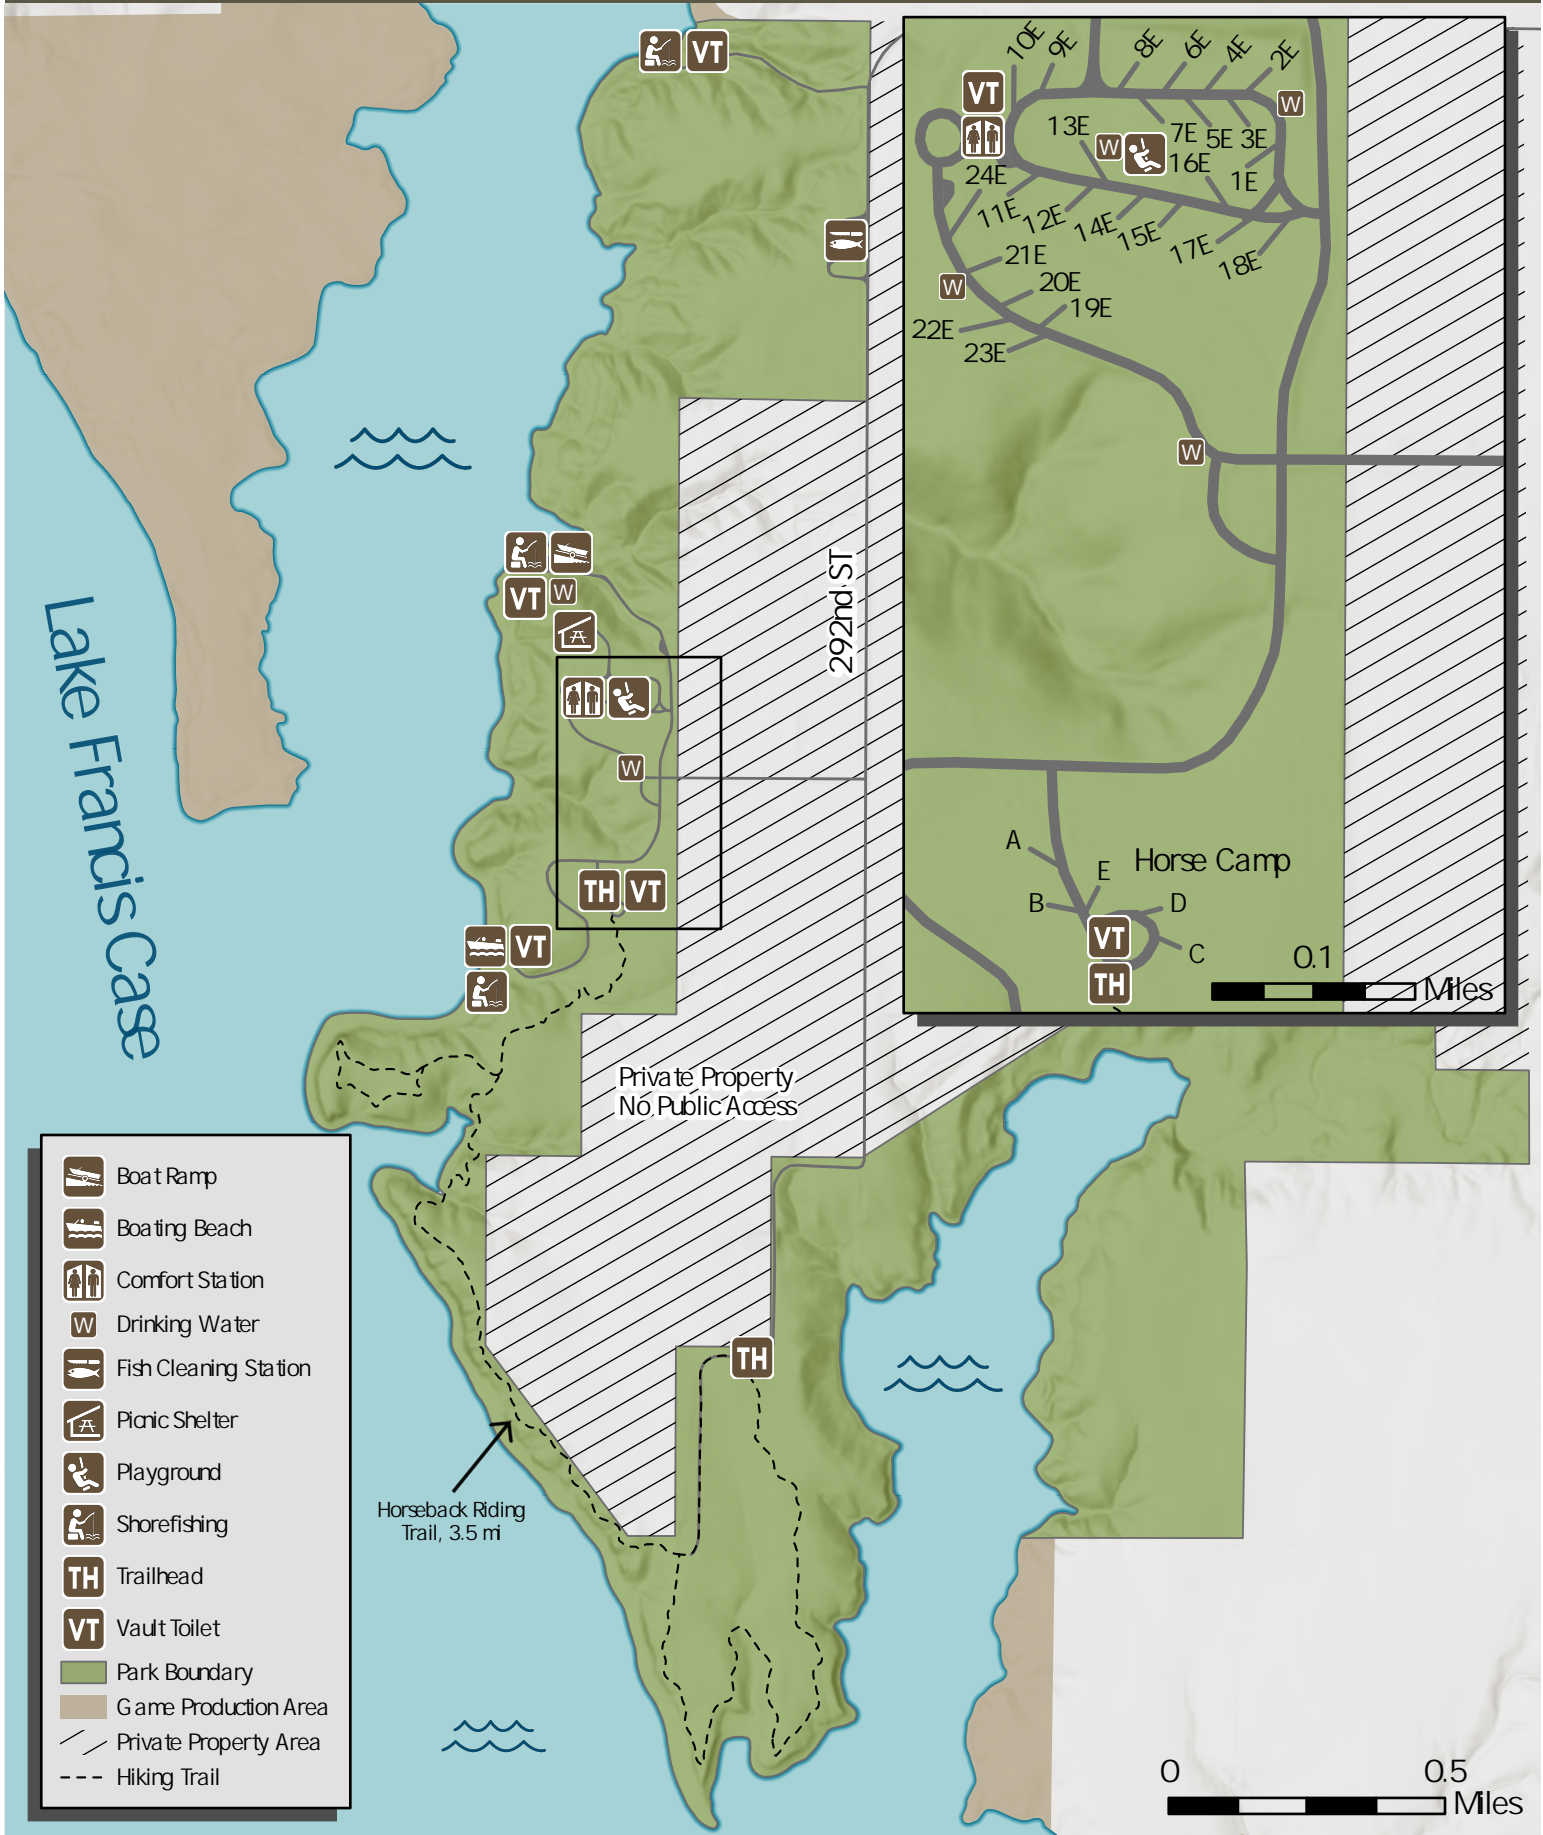 VT
10E
9E
8E
6E
4E
2E
VT
W
13E
W
7E
5E
3E
16E
1E
24E
11E
12E
14E
15E
17E
18E
21E
W
20E
19E
22E
23E
W
A
Horse Camp
E
B
D
VT
C
TH
0.1
Miles
292nd ST
VT
W
W
TH
VT
VT
Lake Francis Case
Private Property
No Public Access
TH
Horseback Riding
Trail, 3.5 mi
Boat Ramp
Boating Beach
Comfort Station
W
Drinking Water
Fish Cleaning Station
Picnic Shelter
Playground
Shorefishing
TH
Trailhead
VT
Vault Toilet
Park Boundary
Game Production Area
Private Property Area
Hiking Trail
0
0.5
Miles